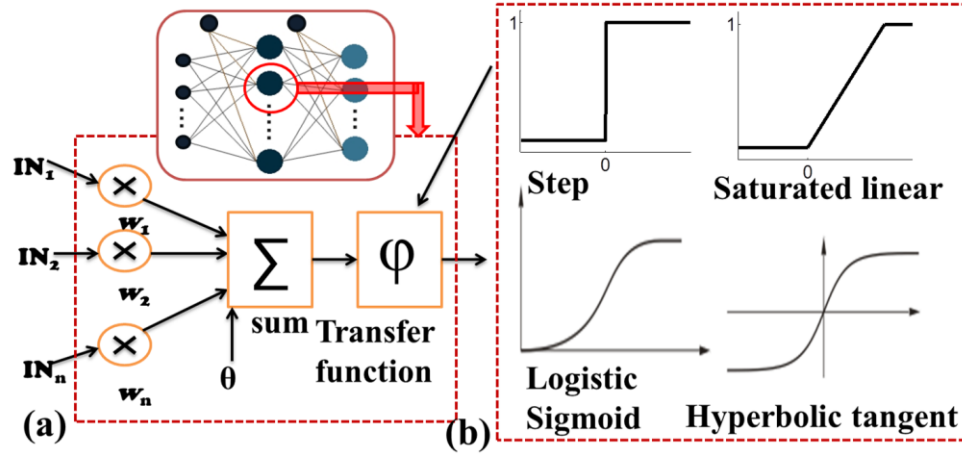 IN1
w1
IN2
w2
INn
wn
∑
sum
θ
φ
Transfer
function
(a)
1
0
Step
1
0
Saturated linear
Logistic
Sigmoid
Hyperbolic tangent
(b)